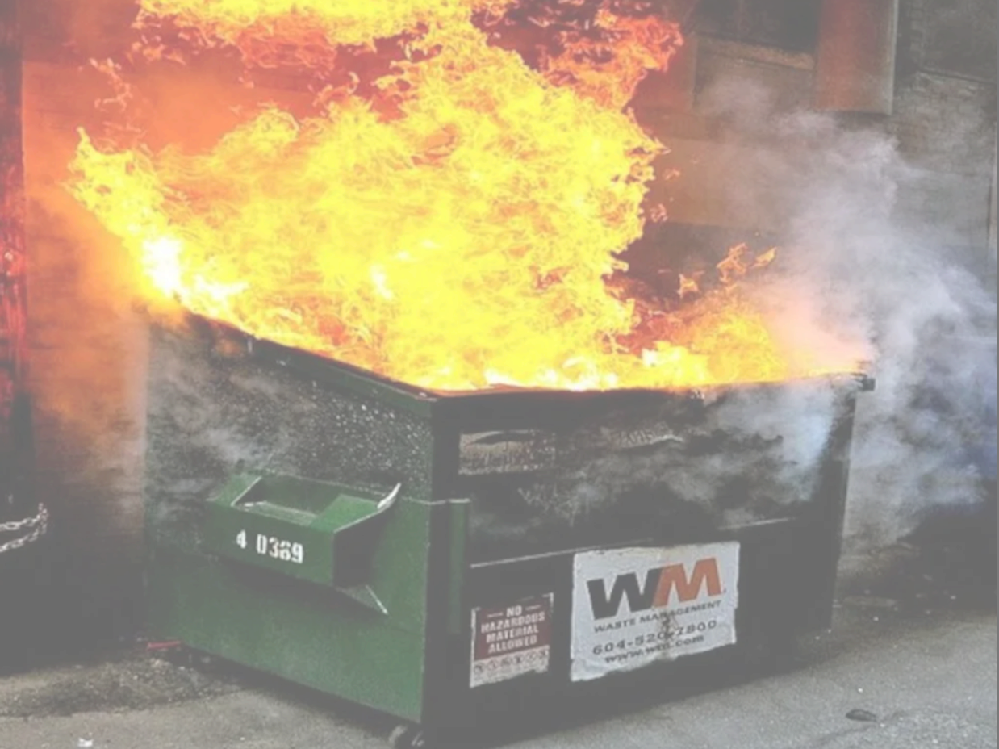 4 0369
NO
HAZARDOUS
MATERIAL
ALLOWED
WM
WASTE MANAGEMENT
604-520-7800
www.wm.com